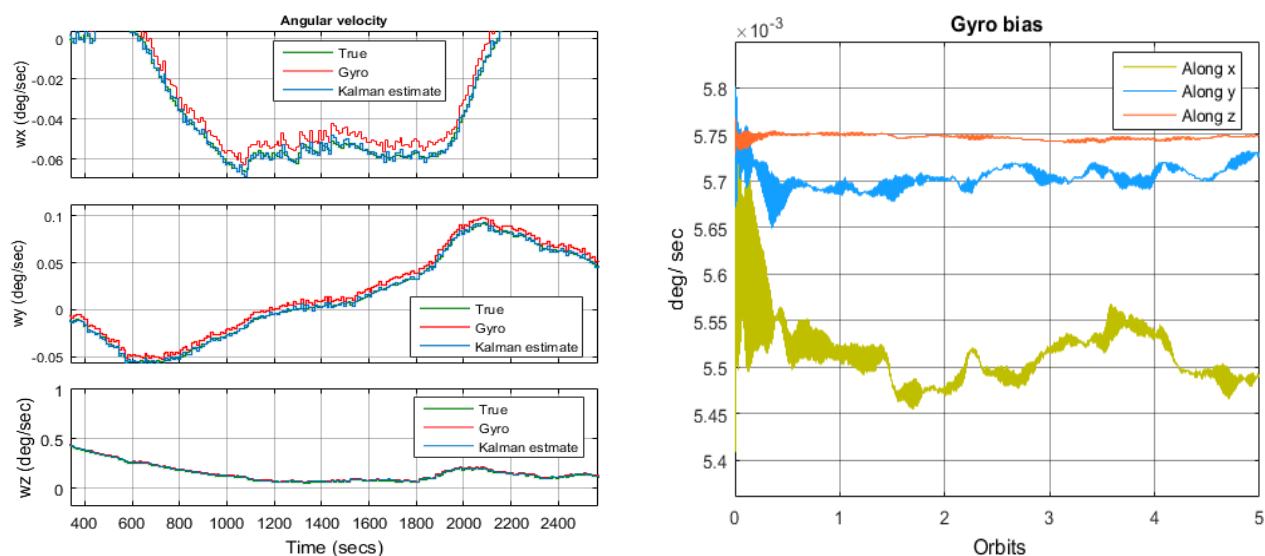 Angular velocity
wx (deg/sec)
0
-0.02
-0.04
-0.06
True
Gyro
Kalman estimate
wy (deg/sec)
0.1
0.05
0
-0.05
True
Gyro
Kalman estimate
wz (deg/sec)
1
0.5
0
True
Gyro
Kalman estmate
400 600 800 1000 1200 1400 1600 1800 2000 2200 2400
Time (secs)
Gyro bias
× 10⁻³
deg/ sec
5.8
5.75
5.7
5.65
5.6
5.55
5.5
5.45
5.4
Along x
Along y
Along z
0 1 2 3 4 5
Orbits